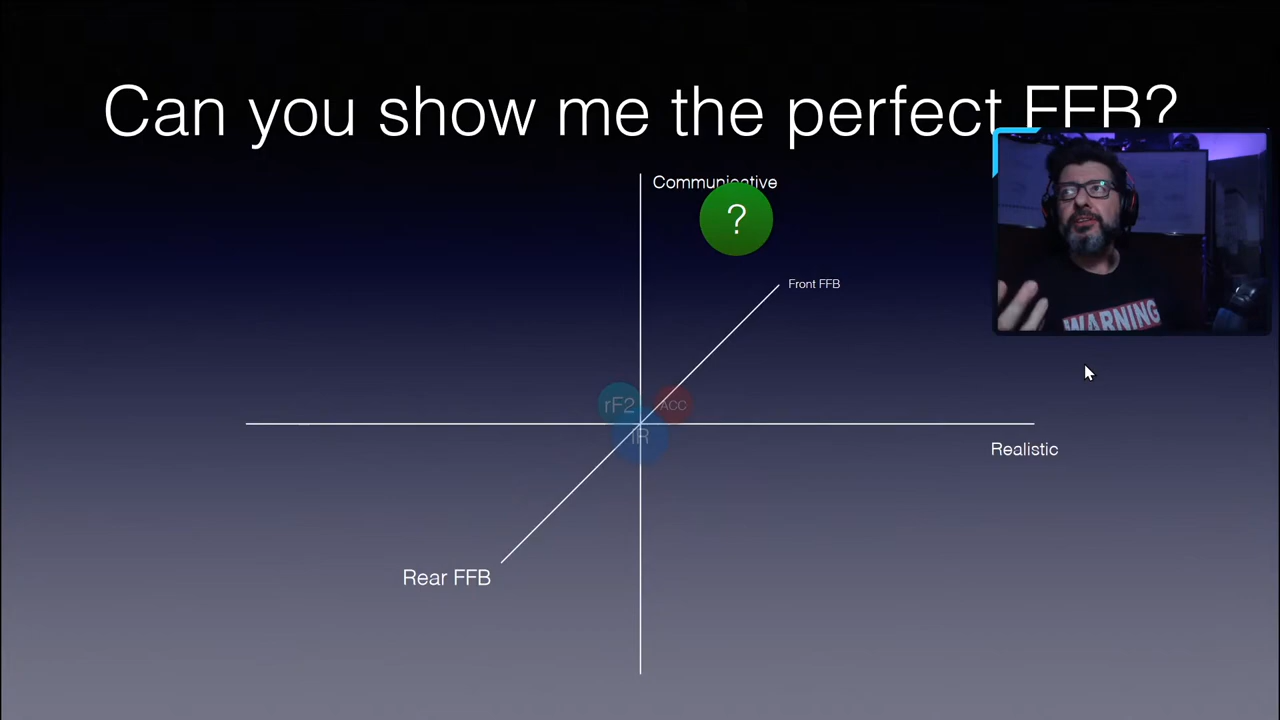 Can you show me the perfect FFB?
Communicative
?
WARNING
Front FFB
rF2
ACC
IR
Realistic
Rear FFB